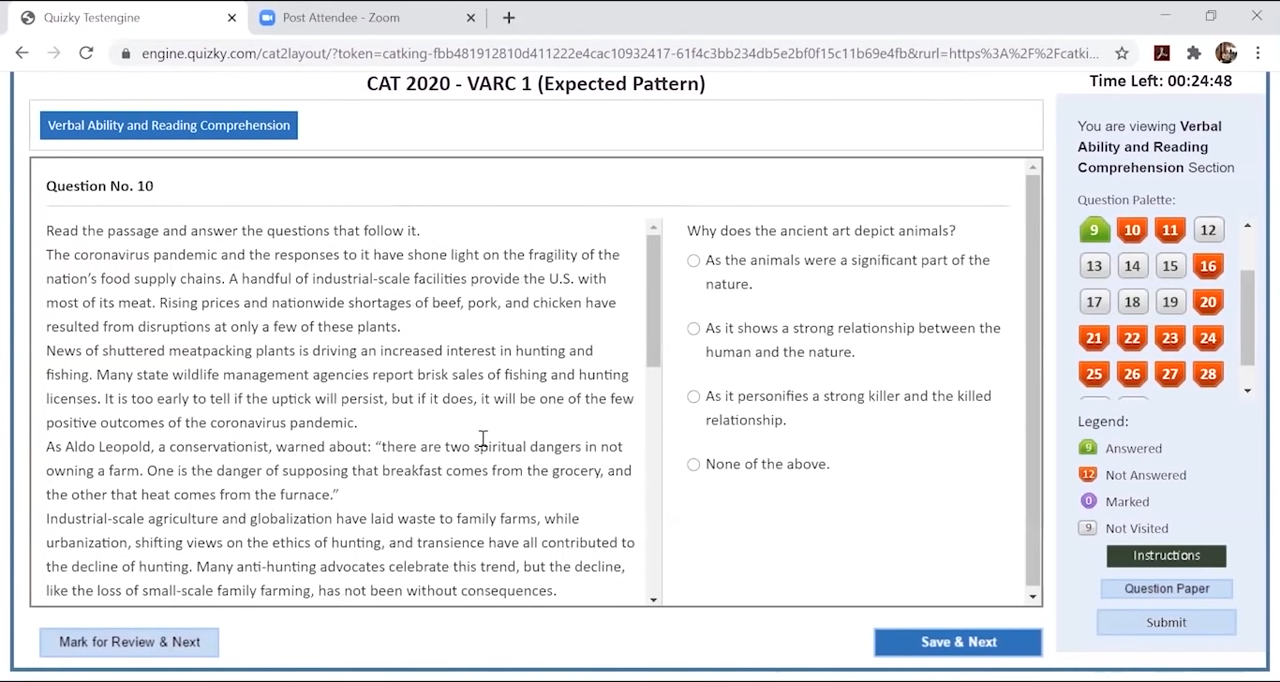 Quizky Testengine
Post Attendee - Zoom
engine.quizky.com/cat2layout/?token=catking-fbb481912810d411222e4cac10932417-61f4c3bb234db5e2bf0f15c11b69e4fb&rurl=https%3A%2F%2Fcatki...
CAT 2020 - VARC 1 (Expected Pattern)
Time Left: 00:24:48
Verbal Ability and Reading Comprehension
Question No. 10
Read the passage and answer the questions that follow it.
The coronavirus pandemic and the responses to it have shone light on the fragility of the
nation's food supply chains. A handful of industrial-scale facilities provide the U.S. with
most of its meat. Rising prices and nationwide shortages of beef, pork, and chicken have
resulted from disruptions at only a few of these plants.
News of shuttered meatpacking plants is driving an increased interest in hunting and
fishing. Many state wildlife management agencies report brisk sales of fishing and hunting
licenses. It is too early to tell if the uptick will persist, but if it does, it will be one of the few
positive outcomes of the coronavirus pandemic.
As Aldo Leopold, a conservationist, warned about: “there are two spiritual dangers in not
owning a farm. One is the danger of supposing that breakfast comes from the grocery, and
the other that heat comes from the furnace.”
Industrial-scale agriculture and globalization have laid waste to family farms, while
urbanization, shifting views on the ethics of hunting, and transience have all contributed to
the decline of hunting. Many anti-hunting advocates celebrate this trend, but the decline,
like the loss of small-scale family farming, has not been without consequences.
Why does the ancient art depict animals?
As the animals were a significant part of the
nature.
As it shows a strong relationship between the
human and the nature.
As it personifies a strong killer and the killed
relationship.
None of the above.
You are viewing Verbal
Ability and Reading
Comprehension Section
Question Palette:
9 10 11 12
13 14 15 16
17 18 19 20
21 22 23 24
25 26 27 28
Legend:
9 Answered
12 Not Answered
0 Marked
9 Not Visited
Instructions
Question Paper
Submit
Mark for Review & Next
Save & Next